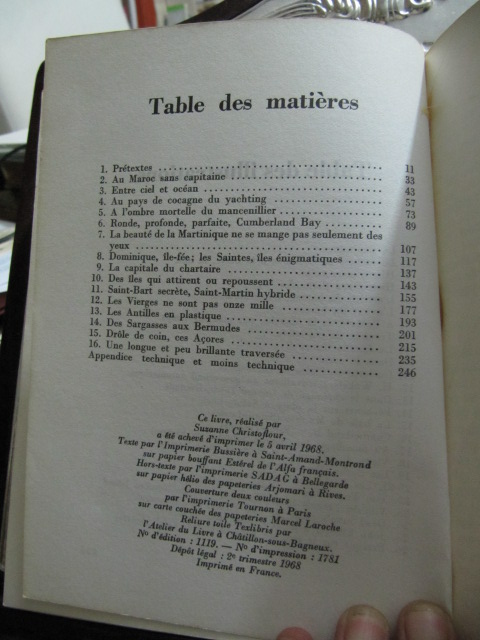 Table des matières
1. Prétextes .......... 11
2. Au Maroc sans capitaine .......... 33
3. Entre ciel et océan .......... 43
4. Au pays de cocagne du yachting .......... 57
5. A l'ombre mortelle du mancenillier .......... 73
6. Ronde, profonde, parfaite, Cumberland Bay .......... 89
7. La beauté de la Martinique ne se mange pas seulement des
yeux .......... 107
8. Dominique, île-fée; les Saintes, îles énigmatiques .......... 117
9. La capitale du chartaire .......... 137
10. Des îles qui attirent ou repoussent .......... 143
11. Saint-Bart secrète, Saint-Martin hybride .......... 155
12. Les Vierges ne sont pas onze mille .......... 177
13. Les Antilles en plastique .......... 193
14. Des Sargasses aux Bermudes .......... 201
15. Drôle de coin, ces Açores .......... 215
16. Une longue et peu brillante traversée .......... 235
Appendice technique et moins technique .......... 246
Ce livre, réalisé par
Suzanne Christoflour,
a été achevé d'imprimer le 5 avril 1968.
Texte par l'Imprimerie Bussière à Saint-Amand-Montrond
sur papier bouffant Estérel de l'Alfa français.
Hors-texte par l'Imprimerie SADAG à Bellegarde
sur papier hélio des papeteries Arjomari à Rives.
Couverture deux couleurs
par l'imprimerie Tournon à Paris
sur carte couchée des papeteries Marcel Laroche
Reliure toile Texlibris par
l'Atelier du Livre à Châtillon-sous-Bagneux.
N° d'édition : 1119. — N° d'impression : 1781
Dépôt légal : 2e trimestre 1968
Imprimé en France.